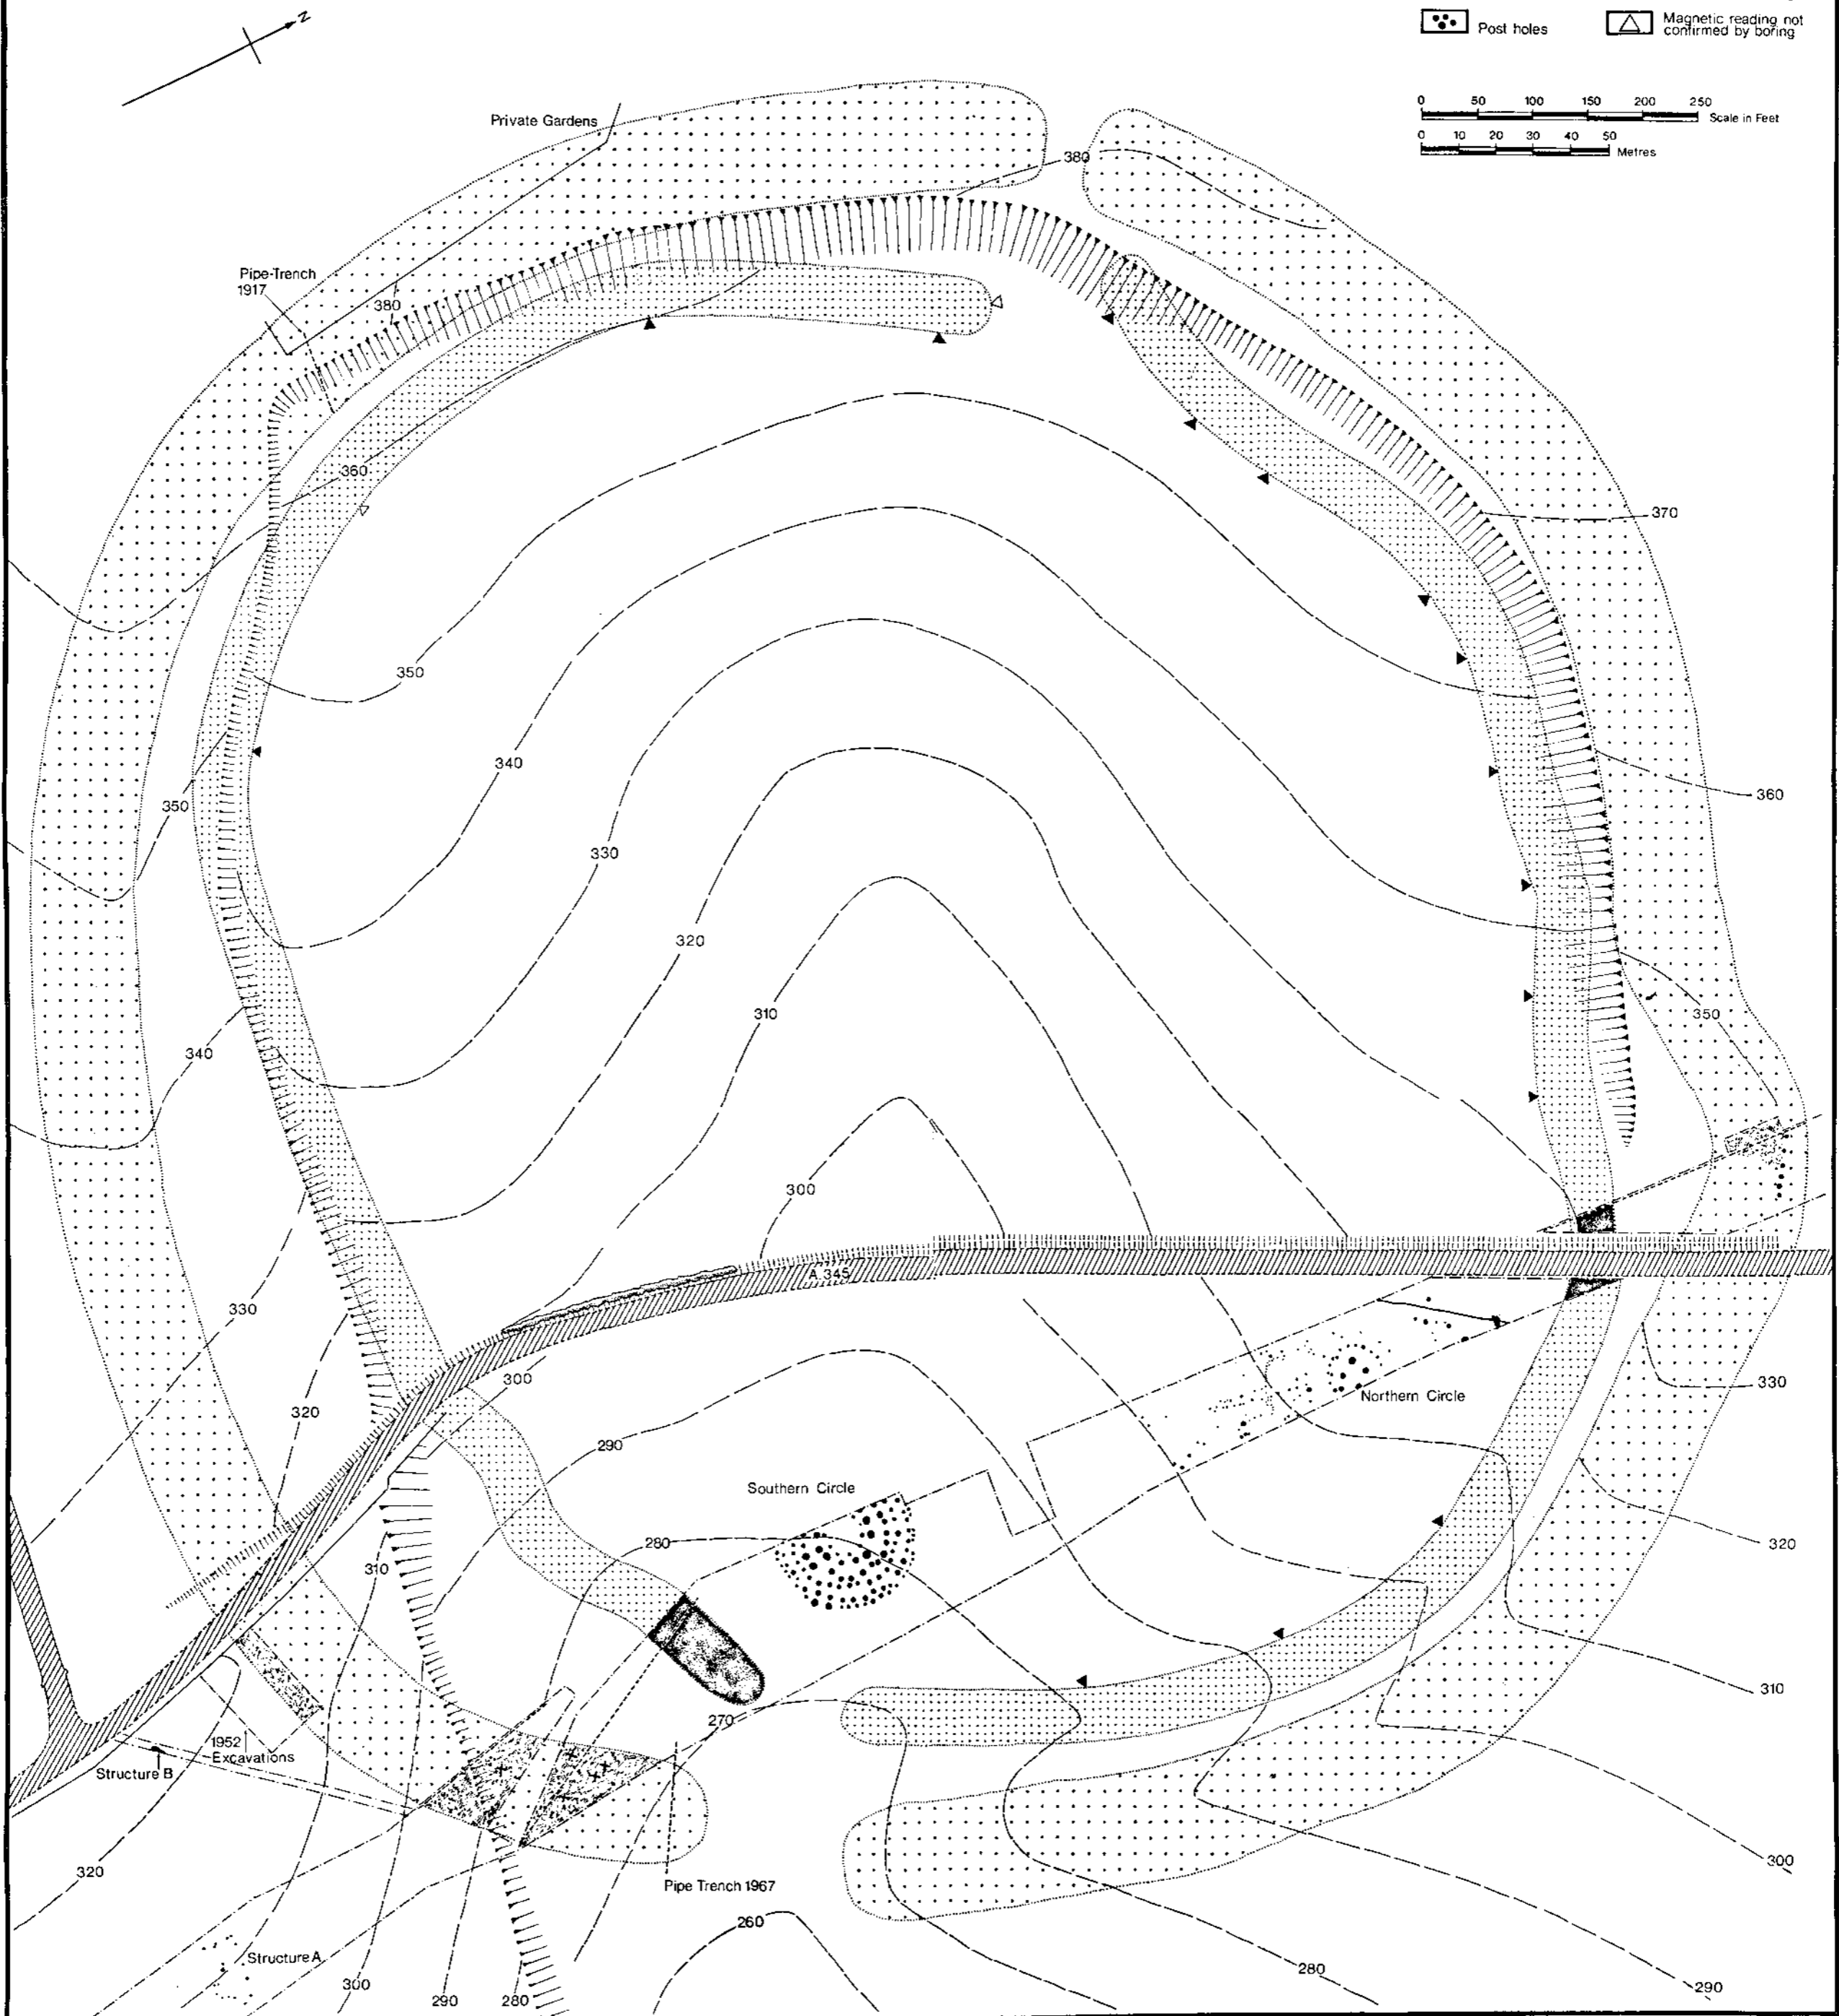 N
Post holes
Magnetic reading not
confirmed by boring
0 50 100 150 200 250
Scale in Feet
0 10 20 30 40 50
Metres
Private Gardens
380
Pipe-Trench
1917
380
360
370
350
340
350
360
330
320
310
350
340
300
A 345
330
300
330
Northern Circle
320
290
Southern Circle
280
320
310
270
310
1952
Excavations
Structure B
320
300
Pipe Trench 1967
260
Structure A
280
300
290
280
290